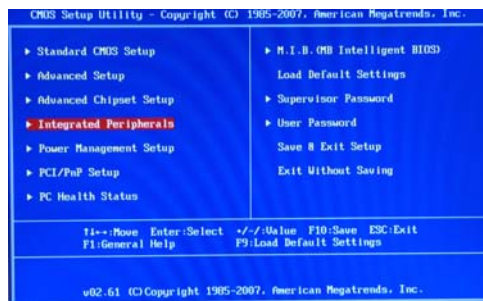 CMOS Setup Utility - Copyright (C) 1985-2007, American Megatrends, Inc.
▶ Standard CMOS Setup
▶ Advanced Setup
▶ Advanced Chipset Setup
▶ Integrated Peripherals
▶ Power Management Setup
▶ PCI/PnP Setup
▶ PC Health Status
▶ M.I.B.(MB Intelligent BIOS)
Load Default Settings
▶ Supervisor Password
▶ User Password
Save & Exit Setup
Exit Without Saving
↑↓←→:Move Enter:Select +/-/:Value F10:Save ESC:Exit
F1:General Help F9:Load Default Settings
v02.61 (C)Copyright 1985-2007, American Megatrends, Inc.